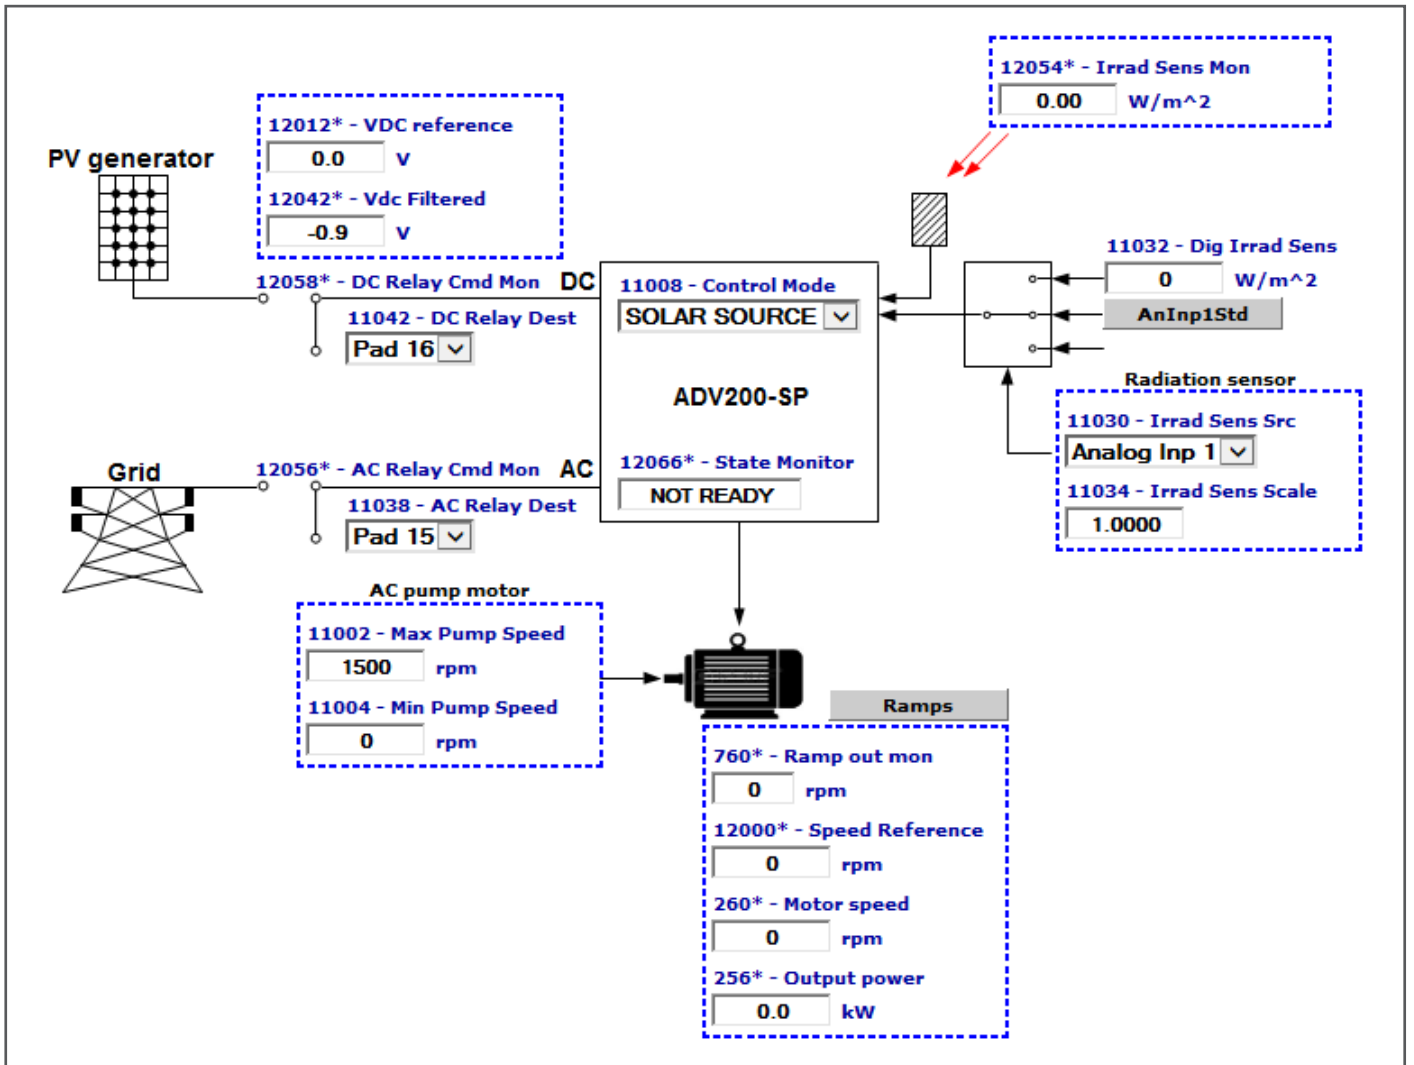 12054* - Irrad Sens Mon
0.00 W/m^2
12012* - VDC reference
0.0 V
12042* - Vdc Filtered
-0.9 V
PV generator
12058* - DC Relay Cmd Mon DC
11042 - DC Relay Dest
Pad 16
11008 - Control Mode
SOLAR SOURCE
ADV200-SP
12066* - State Monitor
NOT READY
11032 - Dig Irrad Sens
0 W/m^2
AnInp1Std
Radiation sensor
11030 - Irrad Sens Src
Analog Inp 1
11034 - Irrad Sens Scale
1.0000
Grid
12056* - AC Relay Cmd Mon AC
11038 - AC Relay Dest
Pad 15
AC pump motor
11002 - Max Pump Speed
1500 rpm
11004 - Min Pump Speed
0 rpm
Ramps
760* - Ramp out mon
0 rpm
12000* - Speed Reference
0 rpm
260* - Motor speed
0 rpm
256* - Output power
0.0 kW